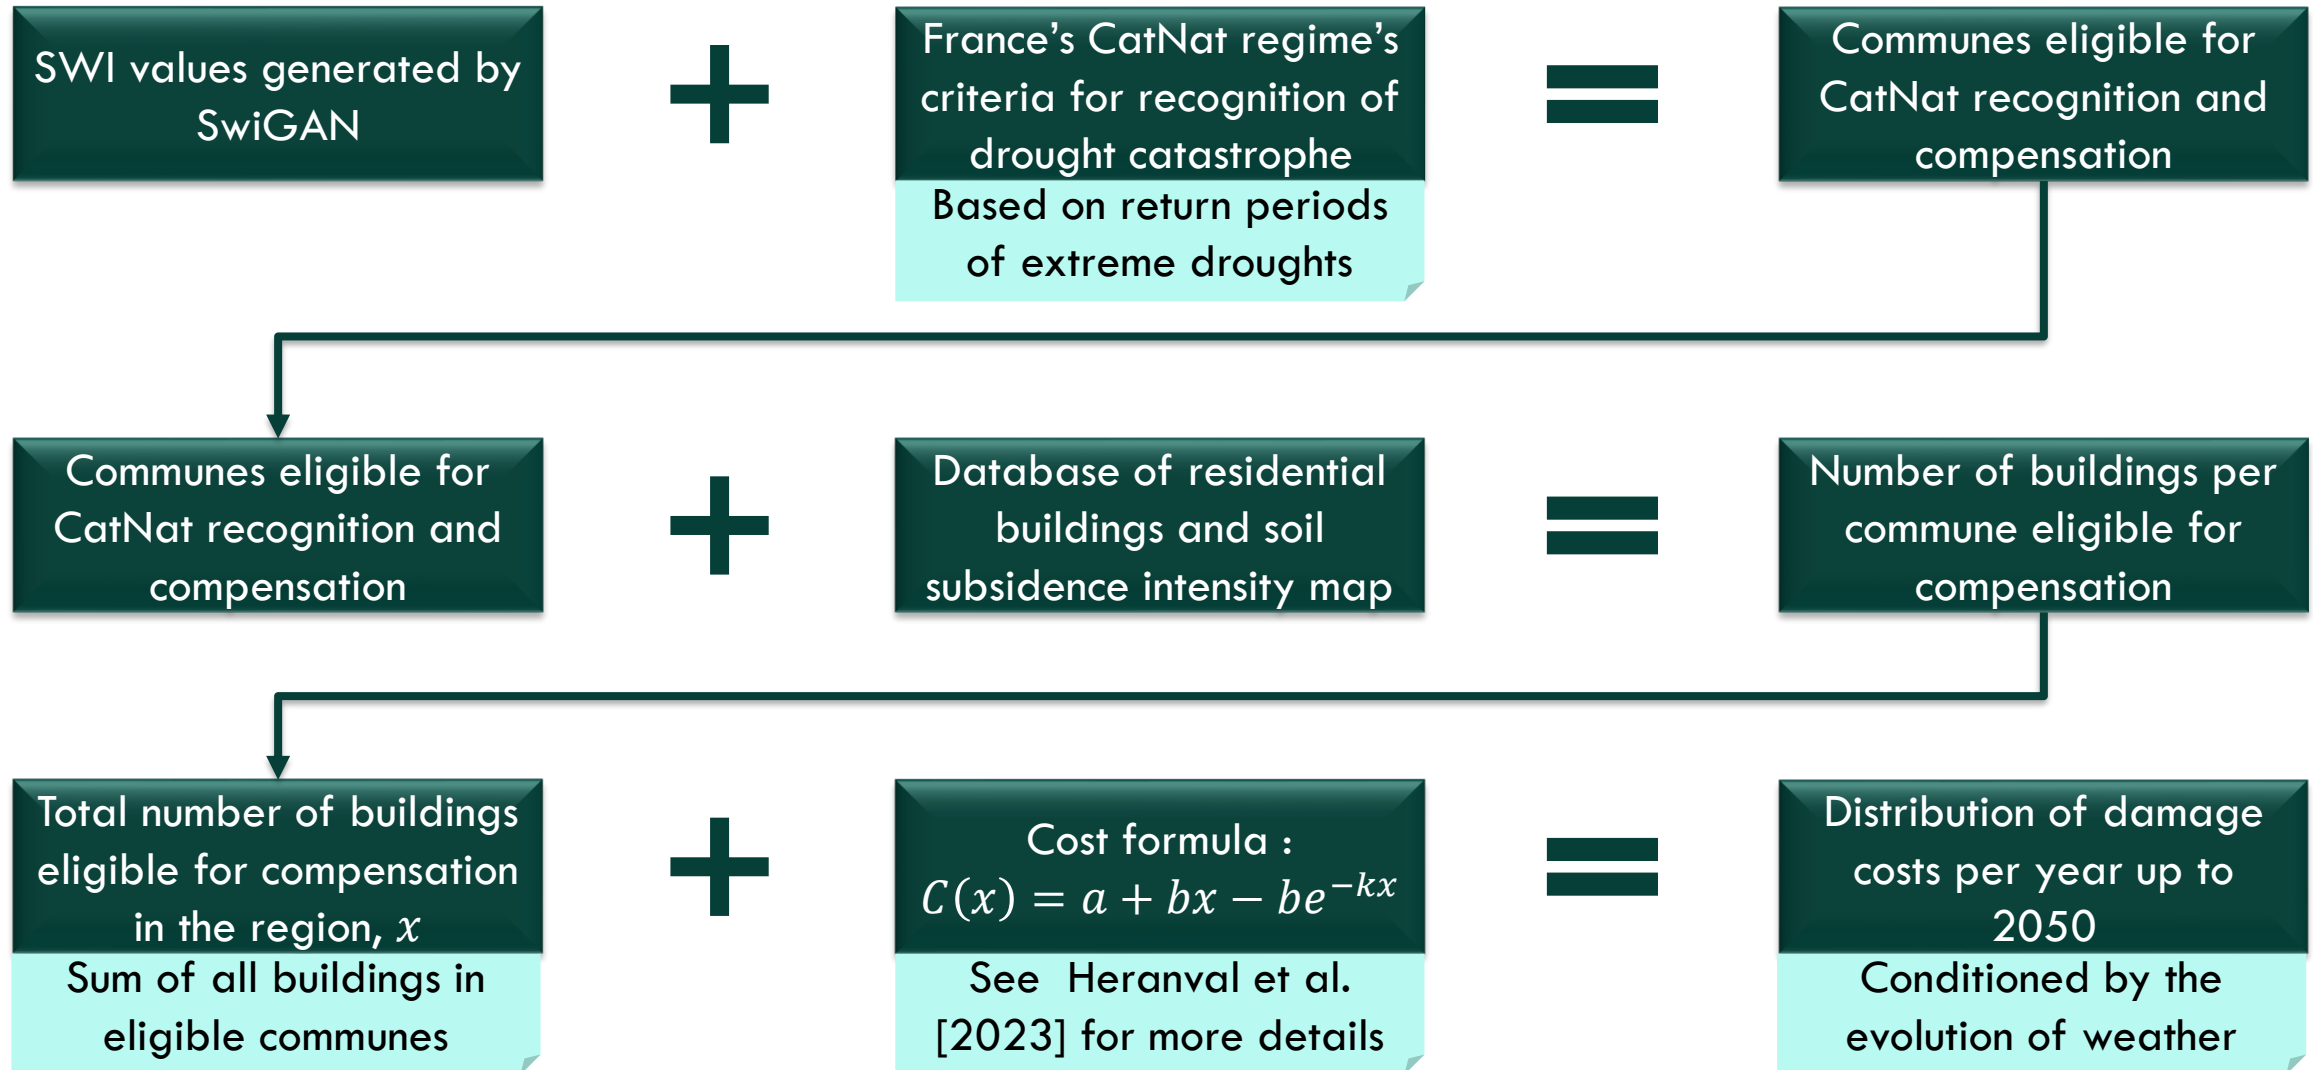 SWI values generated by
SwiGAN
+
France’s CatNat regime’s
criteria for recognition of
drought catastrophe
Based on return periods
of extreme droughts
=
Communes eligible for
CatNat recognition and
compensation
Communes eligible for
CatNat recognition and
compensation
+
Database of residential
buildings and soil
subsidence intensity map
=
Number of buildings per
commune eligible for
compensation
Total number of buildings
eligible for compensation
in the region, x
Sum of all buildings in
eligible communes
+
Cost formula :
C(x) = a + bx − be^{−kx}
See Heranval et al.
[2023] for more details
=
Distribution of damage
costs per year up to
2050
Conditioned by the
evolution of weather